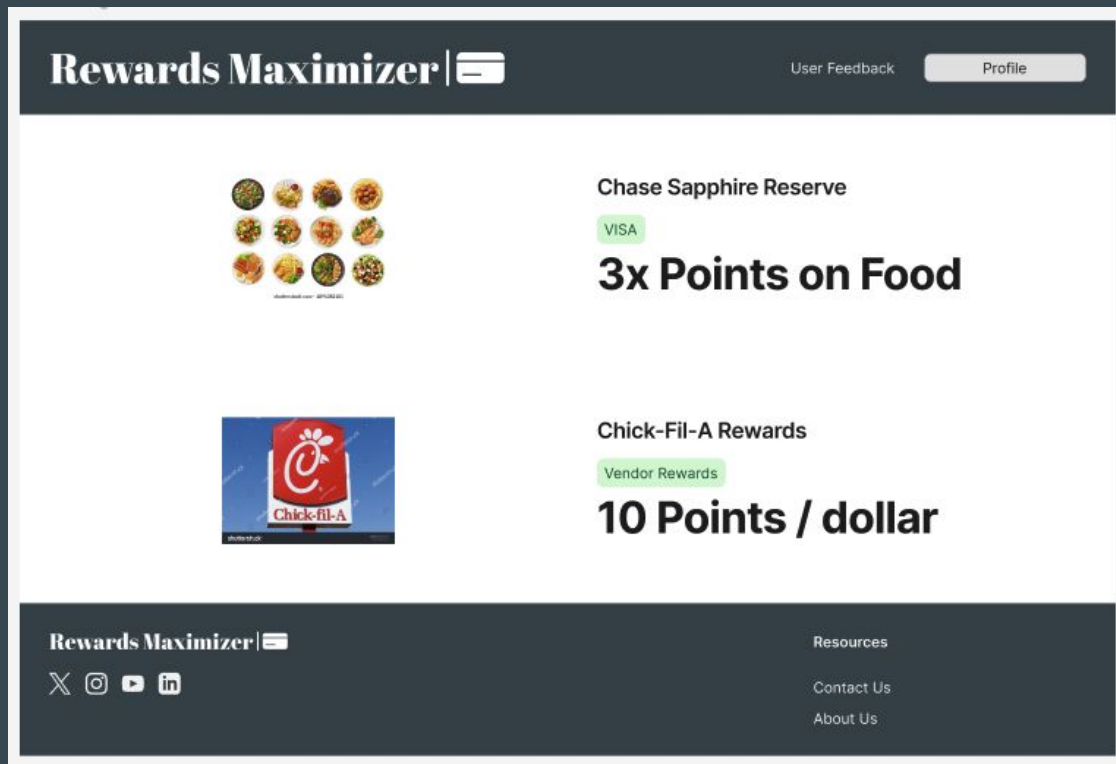 Rewards Maximizer
User Feedback
Profile
Chase Sapphire Reserve
VISA
3x Points on Food
Chick-Fil-A Rewards
Vendor Rewards
10 Points / dollar
Chick-fil-A
shutterstock
Rewards Maximizer
Resources
Contact Us
About Us